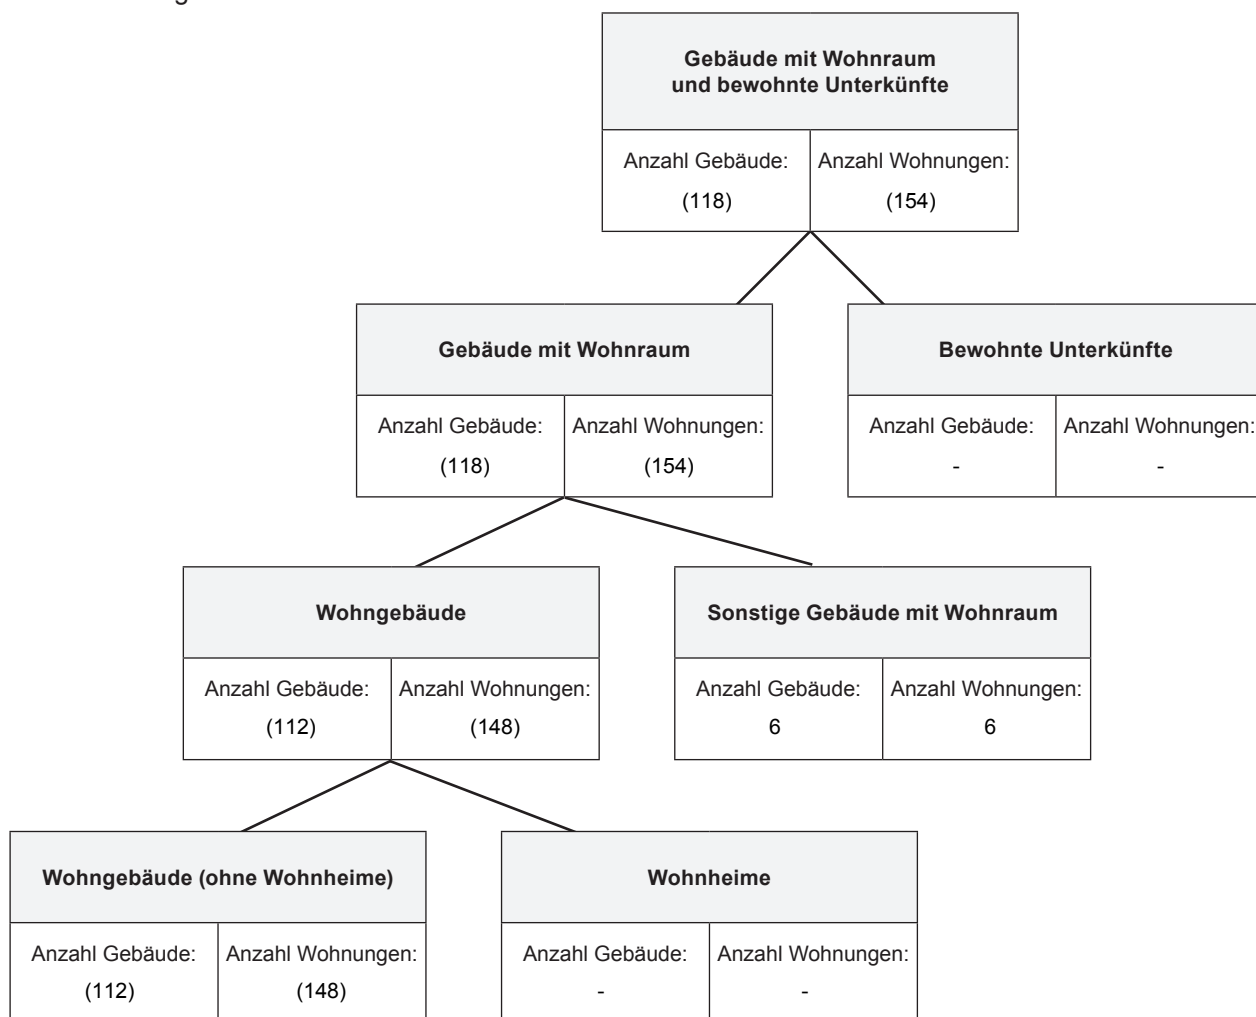 Gebäude mit Wohnraum
und bewohnte Unterkünfte
Anzahl Gebäude: Anzahl Wohnungen:
(118) (154)
Gebäude mit Wohnraum
Anzahl Gebäude: Anzahl Wohnungen:
(118) (154)
Bewohnte Unterkünfte
Anzahl Gebäude: Anzahl Wohnungen:
- -
Wohngebäude
Anzahl Gebäude: Anzahl Wohnungen:
(112) (148)
Sonstige Gebäude mit Wohnraum
Anzahl Gebäude: Anzahl Wohnungen:
6 6
Wohngebäude (ohne Wohnheime)
Anzahl Gebäude: Anzahl Wohnungen:
(112) (148)
Wohnheime
Anzahl Gebäude: Anzahl Wohnungen:
- -